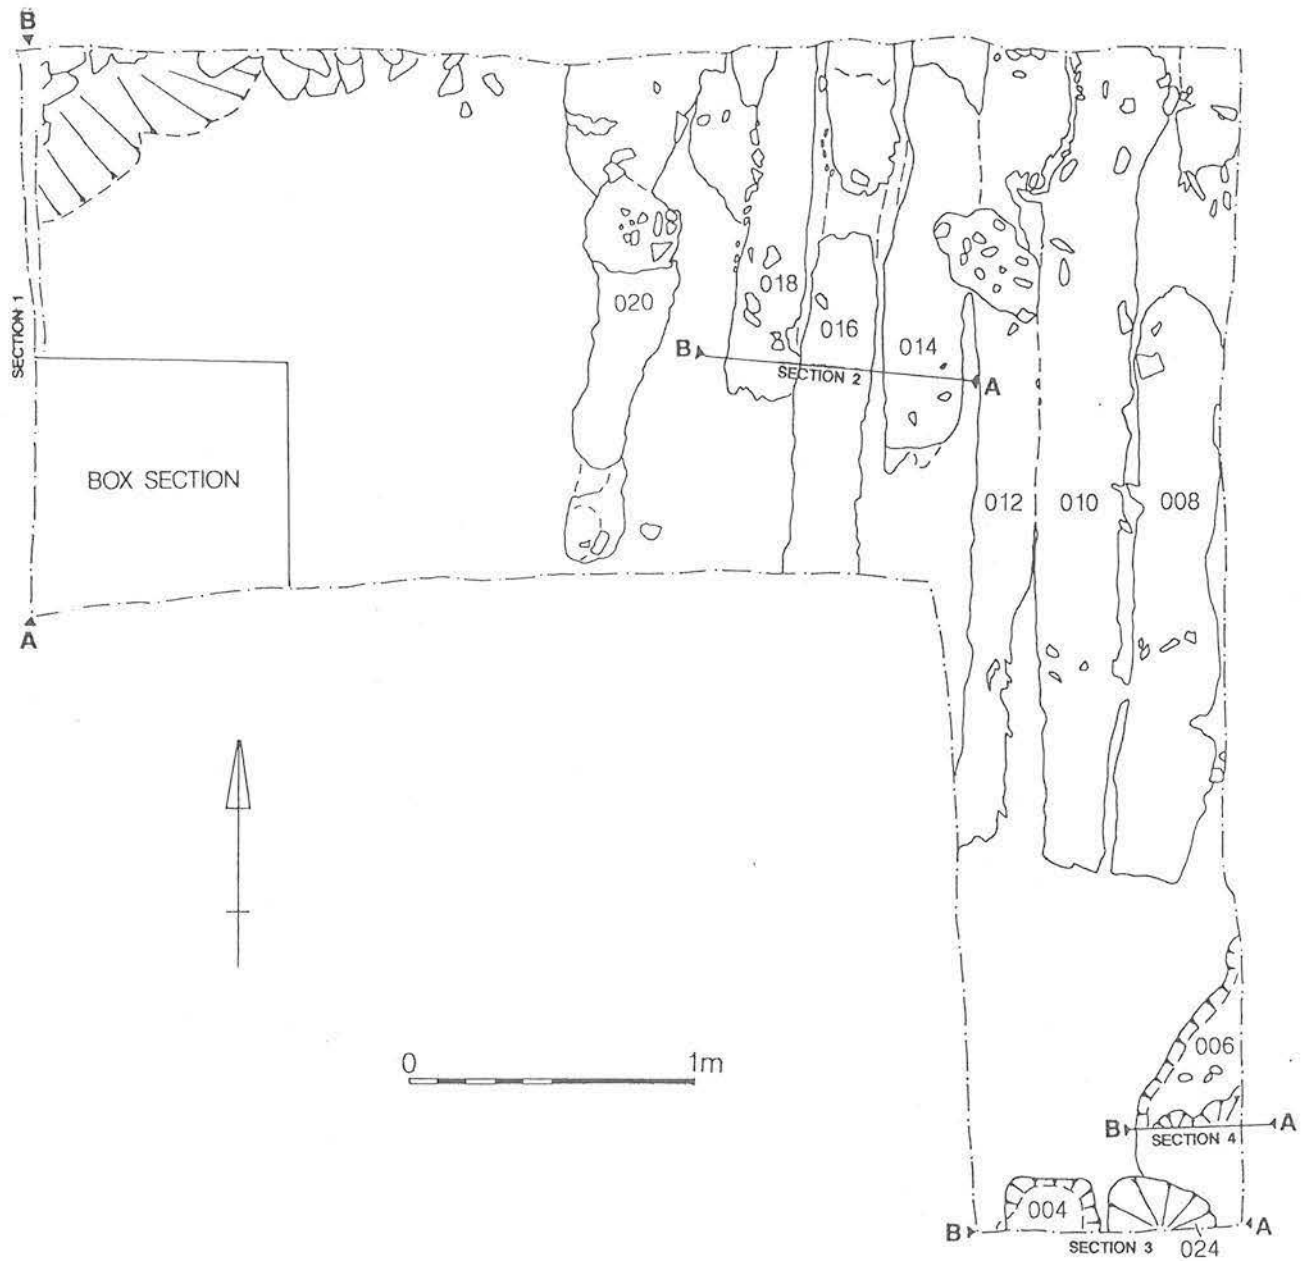 B
SECTION 1
018
020
016
B
014
SECTION 2
A
BOX SECTION
012
010
008
A
0
1m
006
B
A
SECTION 4
004
B
A
SECTION 3
024